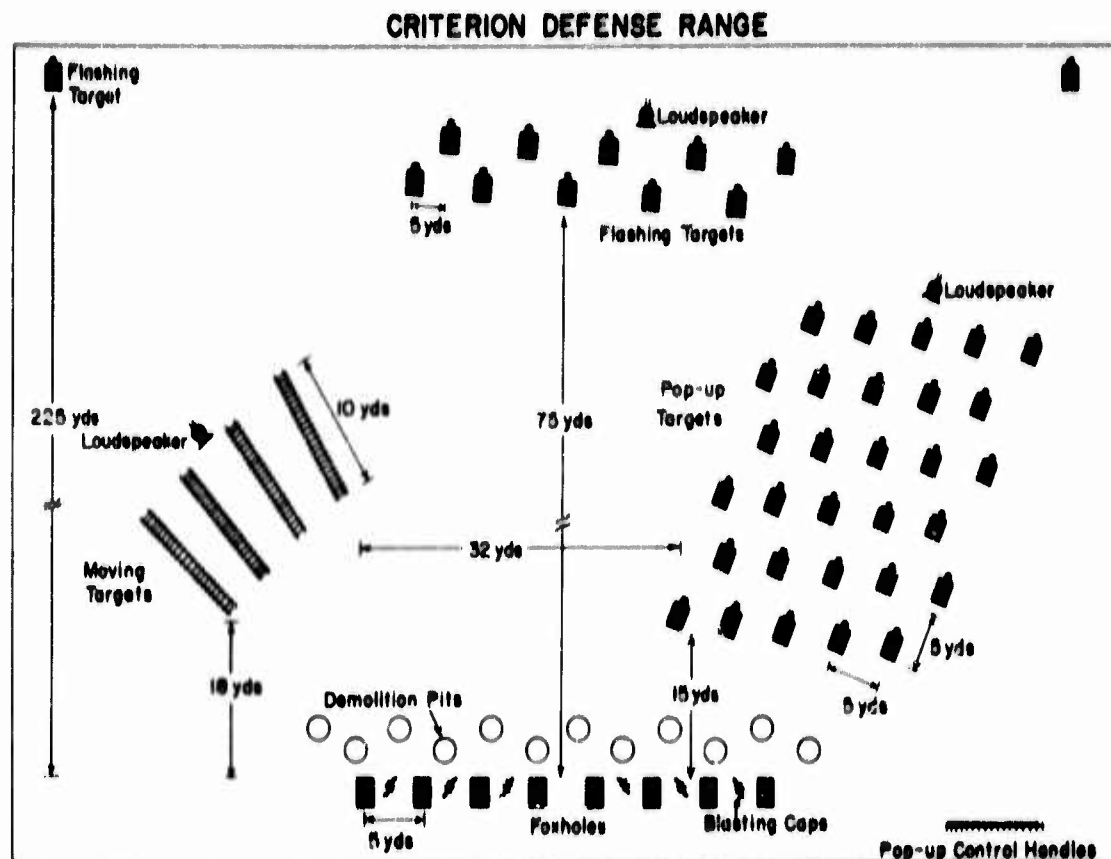 CRITERION DEFENSE RANGE
Flashing
Target
Loudspeaker
5 yds
Flashing Targets
Loudspeaker
Pop-up
Targets
10 yds
225 yds
75 yds
Loudspeaker
32 yds
Moving
Targets
5 yds
5 yds
18 yds
15 yds
Demolition Pits
Foxholes
Blasting Caps
5 yds
Pop-up Control Handles